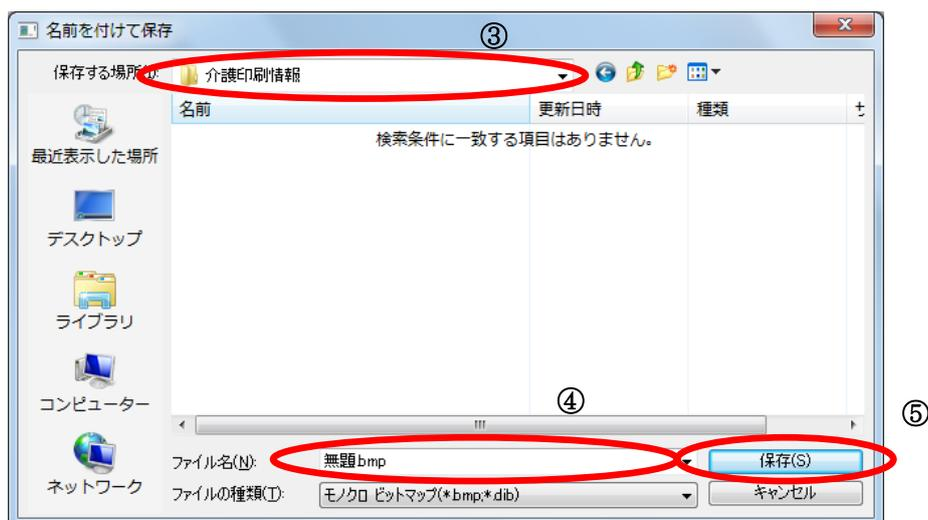 名前を付けて保存
③
保存する場所(I):
介護印刷情報
名前 更新日時 種類
検索条件に一致する項目はありません。
最近表示した場所
デスクトップ
ライブラリ
コンピューター
ネットワーク
④
⑤
ファイル名(N): 無題.bmp
保存(S)
ファイルの種類(T): モノクロ ビットマップ(*.bmp;*.dib)
キャンセル